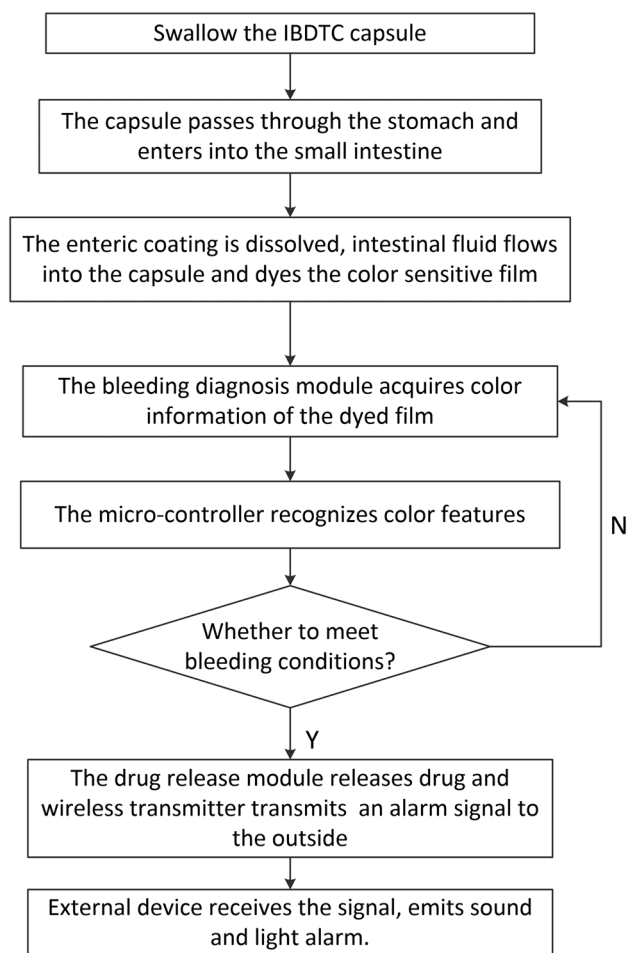 Swallow the IBDTC capsule
The capsule passes through the stomach and
enters into the small intestine
The enteric coating is dissolved, intestinal fluid flows
into the capsule and dyes the color sensitive film
The bleeding diagnosis module acquires color
information of the dyed film
The micro-controller recognizes color features
N
Whether to meet
bleeding conditions?
Y
The drug release module releases drug and
wireless transmitter transmits an alarm signal to
the outside
External device receives the signal, emits sound
and light alarm.